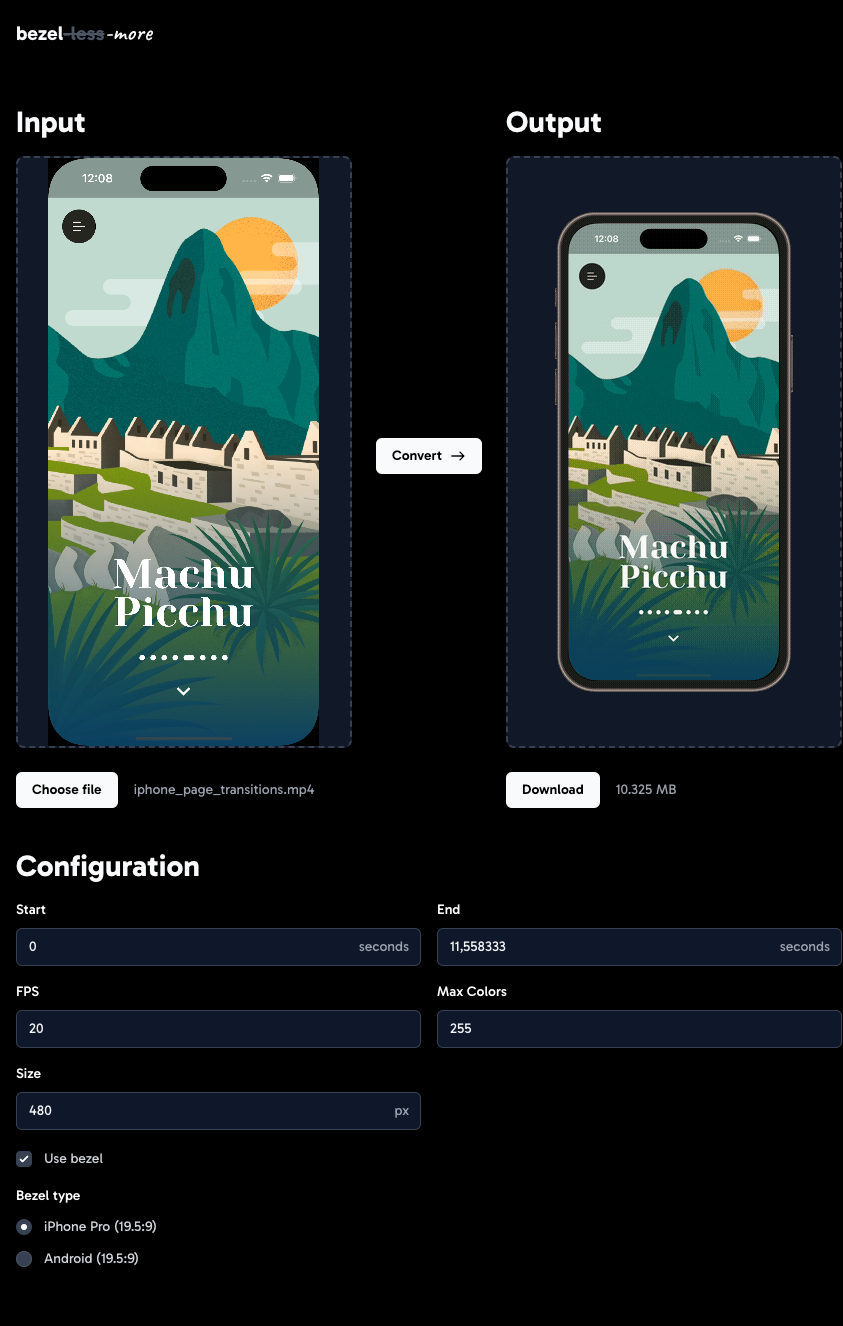 bezel-less-more
Input
Output
12:08
Machu
Picchu
12:08
Machu
Picchu
Convert →
Choose file
iphone_page_transitions.mp4
Download
10.325 MB
Configuration
Start
End
0
seconds
11,558333
seconds
FPS
Max Colors
20
255
Size
480
px
Use bezel
Bezel type
iPhone Pro (19.5:9)
Android (19.5:9)